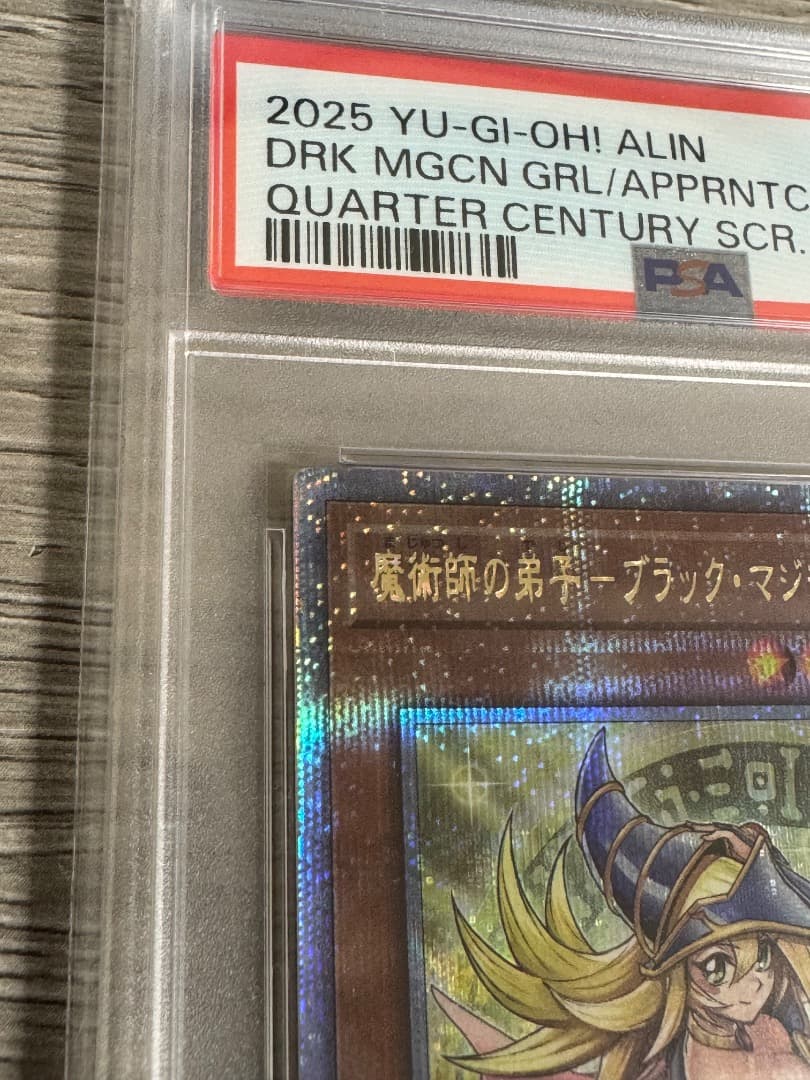 2025 YU-GI-OH! ALIN
DRK MGCN GRL/APPRNTC
QUARTER CENTURY SCR.
PSA
魔術師の弟子－ブラック・マジ